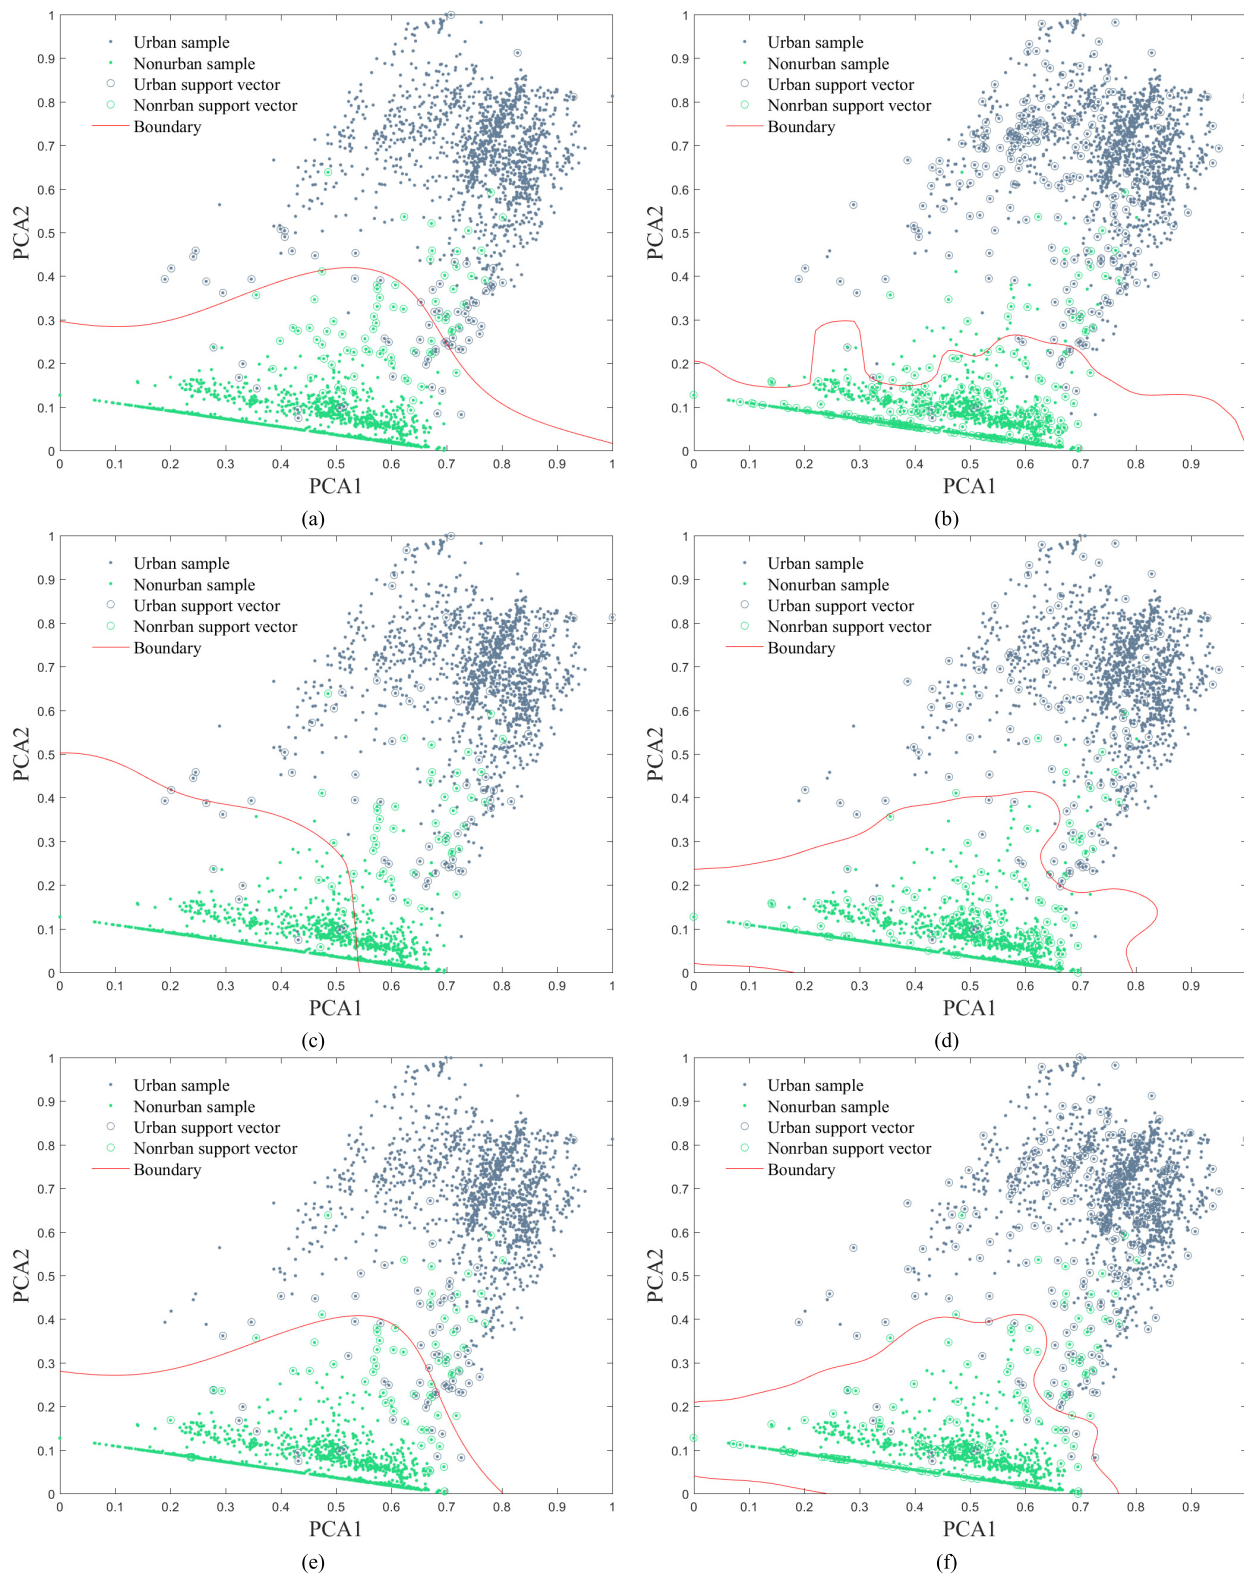 1
0.9
0.8
0.7
0.6
0.5
0.4
0.3
0.2
0.1
0
PCA2
Urban sample
Nonurban sample
Urban support vector
Nonrban support vector
Boundary
0 0.1 0.2 0.3 0.4 0.5 0.6 0.7 0.8 0.9 1
PCA1
(a)
1
0.9
0.8
0.7
0.6
0.5
0.4
0.3
0.2
0.1
0
PCA2
Urban sample
Nonurban sample
Urban support vector
Nonrban support vector
Boundary
0 0.1 0.2 0.3 0.4 0.5 0.6 0.7 0.8 0.9
PCA1
(b)
1
0.9
0.8
0.7
0.6
0.5
0.4
0.3
0.2
0.1
0
PCA2
Urban sample
Nonurban sample
Urban support vector
Nonrban support vector
Boundary
0 0.1 0.2 0.3 0.4 0.5 0.6 0.7 0.8 0.9 1
PCA1
(c)
1
0.9
0.8
0.7
0.6
0.5
0.4
0.3
0.2
0.1
0
PCA2
Urban sample
Nonurban sample
Urban support vector
Nonrban support vector
Boundary
0 0.1 0.2 0.3 0.4 0.5 0.6 0.7 0.8 0.9
PCA1
(d)
1
0.9
0.8
0.7
0.6
0.5
0.4
0.3
0.2
0.1
0
PCA2
Urban sample
Nonurban sample
Urban support vector
Nonrban support vector
Boundary
0 0.1 0.2 0.3 0.4 0.5 0.6 0.7 0.8 0.9 1
PCA1
(e)
1
0.9
0.8
0.7
0.6
0.5
0.4
0.3
0.2
0.1
0
PCA2
Urban sample
Nonurban sample
Urban support vector
Nonrban support vector
Boundary
0 0.1 0.2 0.3 0.4 0.5 0.6 0.7 0.8 0.9
PCA1
(f)